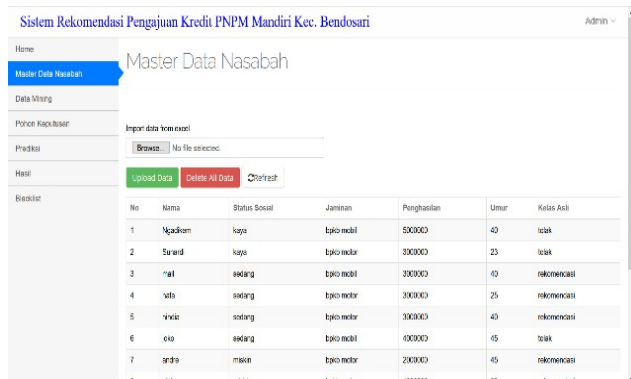 Sistem Rekomendasi Pengajuan Kredit PNPM Mandiri Kec. Bendosari
Admin
Home
Master Data Nasabah
Data Mining
Pohon Keputusan
Prediksi
Hasil
Blacklist
Master Data Nasabah
Import data from excel
Browse... No file selected.
Upload Data Delete All Data Refresh
No Nama Status Sosial Jaminan Penghasilan Umur Kelas Asli
1 Ngadikem kaya bpkb mobil 5000000 40 tolak
2 Sunardi kaya bpkb motor 3000000 23 tolak
3 sedang bpkb mobil 3000000 40 rekomendasi
4 sedang bpkb motor 3000000 25 rekomendasi
5 sedang bpkb motor 3000000 40 rekomendasi
6 sedang bpkb mobil 4000000 45 tolak
7 andre miskin bpkb motor 2000000 45 rekomendasi